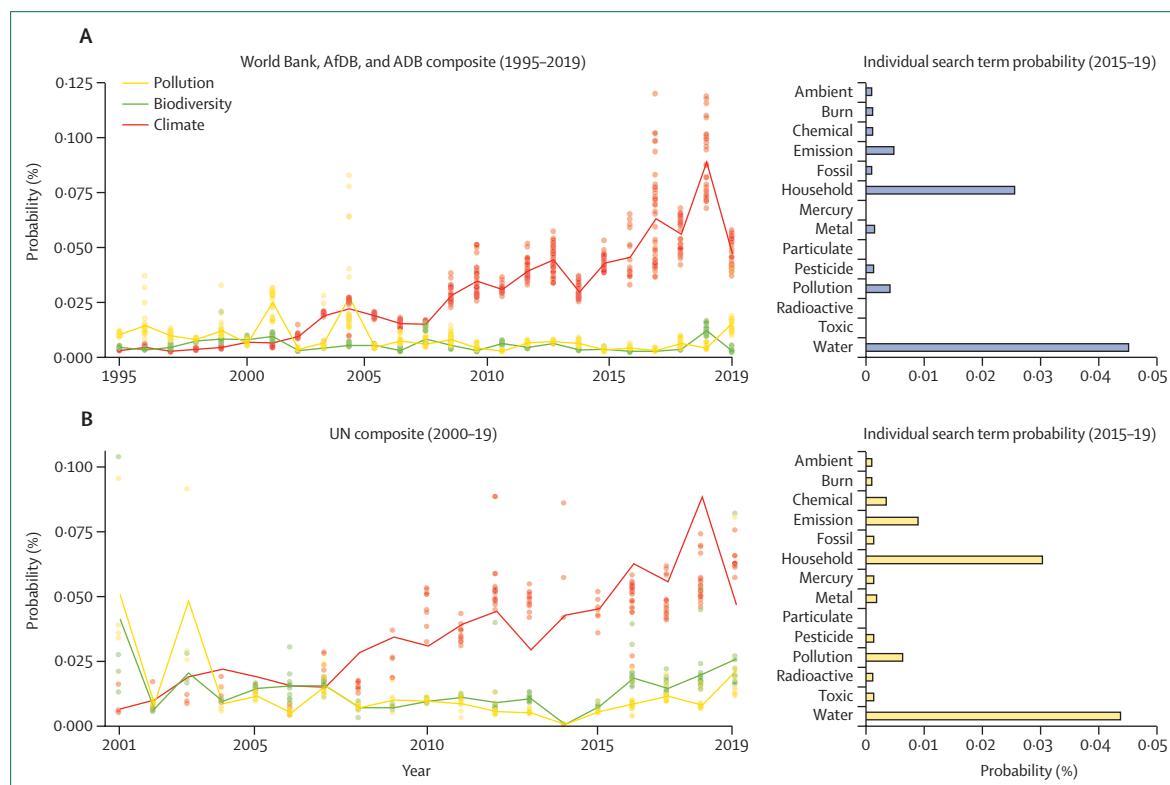 A
World Bank, AfDB, and ADB composite (1995–2019)
Individual search term probability (2015–19)
Probability (%)
0·125
0·100
0·075
0·050
0·025
0·000
Pollution
Biodiversity
Climate
1995
2000
2005
2010
2015
2019
Ambient
Burn
Chemical
Emission
Fossil
Household
Mercury
Metal
Particulate
Pesticide
Pollution
Radioactive
Toxic
Water
0
0·01
0·02
0·03
0·04
0·05
B
UN composite (2000–19)
Individual search term probability (2015–19)
Probability (%)
0·100
0·075
0·050
0·025
0·000
2001
2005
2010
2015
2019
Year
Ambient
Burn
Chemical
Emission
Fossil
Household
Mercury
Metal
Particulate
Pesticide
Pollution
Radioactive
Toxic
Water
0
0·01
0·02
0·03
0·04
0·05
Probability (%)